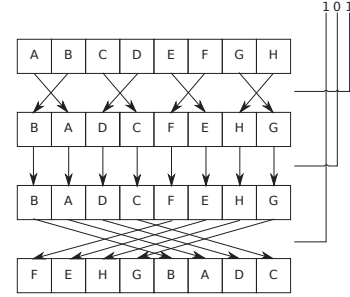 1 0 1
A B C D E F G H
B A D C F E H G
B A D C F E H G
F E H G B A D C